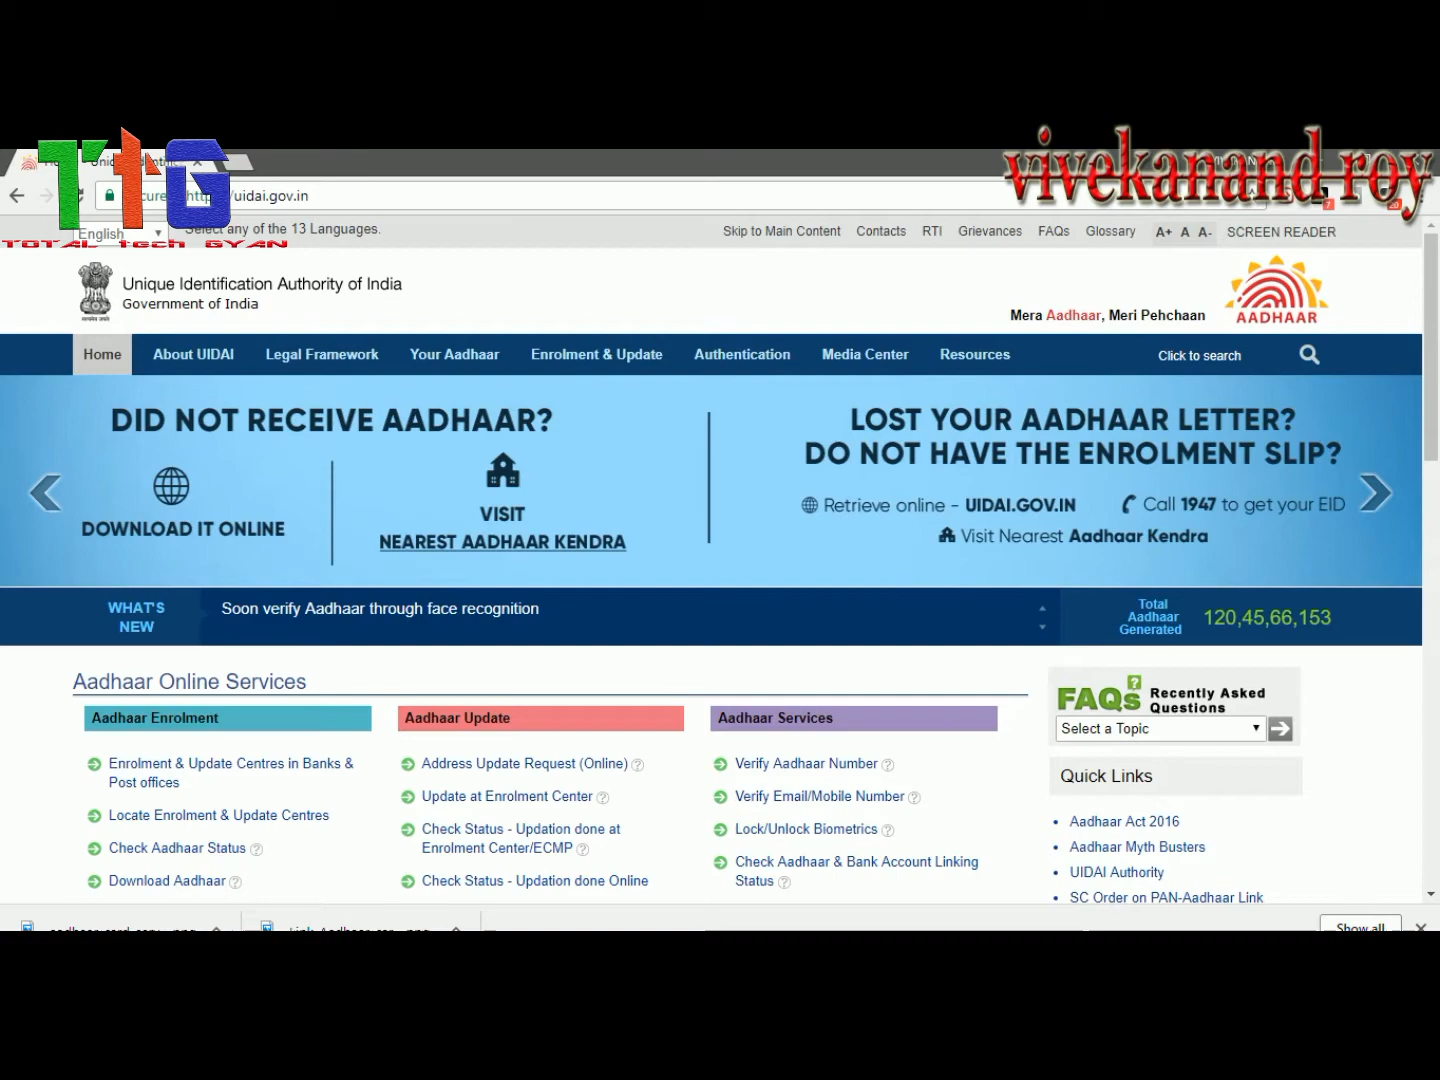 TTG
vivekanand roy
uidai.gov.in
TOTAL TECH GYAN
English
Select any of the 13 Languages.
Skip to Main Content Contacts RTI Grievances FAQs Glossary A+ A A- SCREEN READER
Unique Identification Authority of India
Government of India
Mera Aadhaar, Meri Pehchaan
AADHAAR
Home About UIDAI Legal Framework Your Aadhaar Enrolment & Update Authentication Media Center Resources Click to search
DID NOT RECEIVE AADHAAR?
DOWNLOAD IT ONLINE
VISIT
NEAREST AADHAAR KENDRA
LOST YOUR AADHAAR LETTER?
DO NOT HAVE THE ENROLMENT SLIP?
Retrieve online - UIDAI.GOV.IN Call 1947 to get your EID
Visit Nearest Aadhaar Kendra
WHAT'S
NEW
Soon verify Aadhaar through face recognition
Total
Aadhaar
Generated
120,45,66,153
Aadhaar Online Services
Aadhaar Enrolment
Enrolment & Update Centres in Banks &
Post offices
Locate Enrolment & Update Centres
Check Aadhaar Status
Download Aadhaar
Aadhaar Update
Address Update Request (Online)
Update at Enrolment Center
Check Status - Updation done at
Enrolment Center/ECMP
Check Status - Updation done Online
Aadhaar Services
Verify Aadhaar Number
Verify Email/Mobile Number
Lock/Unlock Biometrics
Check Aadhaar & Bank Account Linking
Status
FAQs Recently Asked
Questions
Select a Topic
Quick Links
Aadhaar Act 2016
Aadhaar Myth Busters
UIDAI Authority
SC Order on PAN-Aadhaar Link
Show all